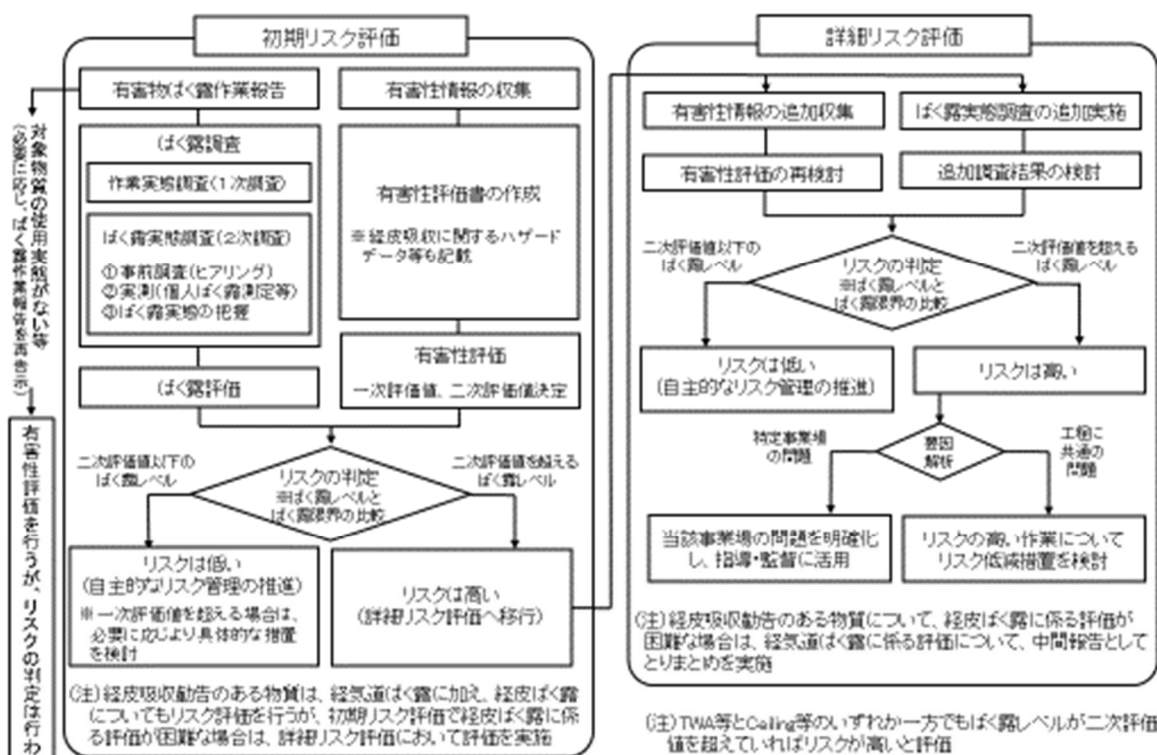 初期リスク評価
有害物ばく露作業報告
有害性情報の収集
ばく露調査
作業実態調査(1次調査)
ばく露実態調査(2次調査)
①事前調査(ヒアリング)
②実測(個人ばく露測定等)
③ばく露実態の把握
有害性評価書の作成
※経皮吸収に関するハザード
データ等も記載
ばく露評価
有害性評価
一次評価値、二次評価値決定
二次評価値以下の
ばく露レベル
リスクの判定
※ばく露レベルと
ばく露限界の比較
二次評価値を超える
ばく露レベル
リスクは低い
(自主的なリスク管理の推進)
※一次評価値を超える場合は、
必要に応じより具体的な措置
を検討
リスクは高い
(詳細リスク評価へ移行)
(注)経皮吸収勧告のある物質は、経気道ばく露に加え、経皮ばく露
についてもリスク評価を行うが、初期リスク評価で経皮ばく露に係
る評価が困難な場合は、詳細リスク評価において評価を実施
対象物質の使用実態がない等
(必要に応じ、ばく露作業報告を再告示)
有害性評価を行うが、リスクの判定は行わ
詳細リスク評価
有害性情報の追加収集
ばく露実態調査の追加実施
有害性評価の再検討
追加調査結果の検討
二次評価値以下の
ばく露レベル
リスクの判定
※ばく露レベルと
ばく露限界の比較
二次評価値を超える
ばく露レベル
リスクは低い
(自主的なリスク管理の推進)
リスクは高い
特定事業場
の問題
要因
解析
工程に
共通の
問題
当該事業場の問題を明確化
し、指導・監督に活用
リスクの高い作業について
リスク低減措置を検討
(注)経皮吸収勧告のある物質について、経皮ばく露に係る評価が
困難な場合は、経気道ばく露に係る評価について、中間報告として
とりまとめを実施
(注)TWA等とCeiling等のいずれか一方でもばく露レベルが二次評価
値を超えていればリスクが高いと評価